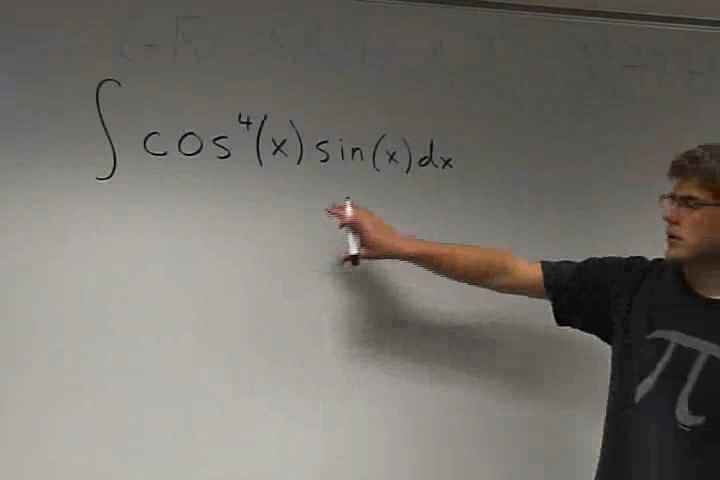 ∫ cos⁴(x) sin(x) dx
π